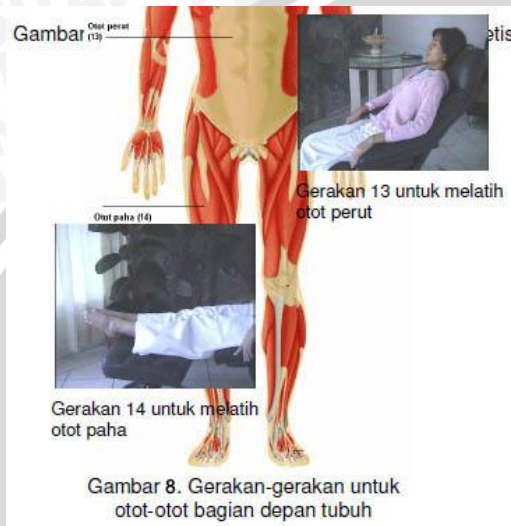 Gambar
Otot perut
(13)
etis
Gerakan 13 untuk melatih
otot perut
Otot paha (14)
Gerakan 14 untuk melatih
otot paha
Gambar 8. Gerakan-gerakan untuk
otot-otot bagian depan tubuh